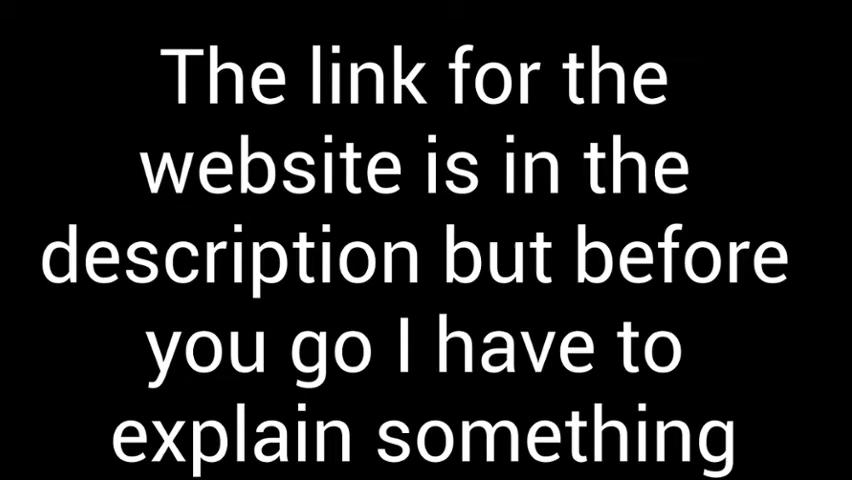 The link for the
website is in the
description but before
you go I have to
explain something